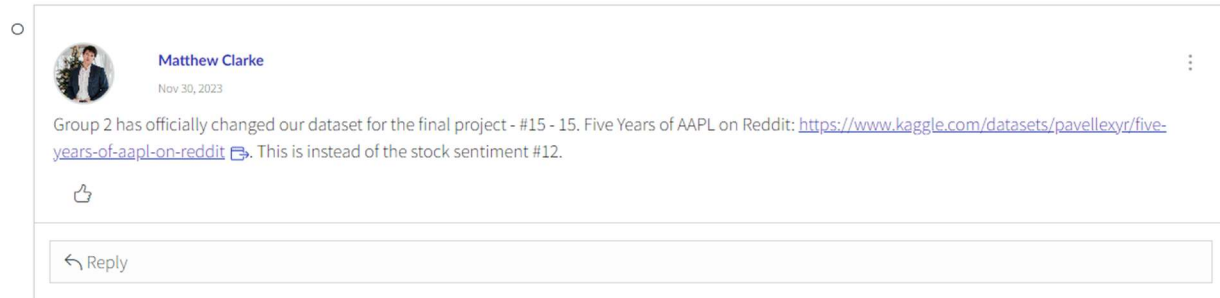 Matthew Clarke
Nov 30, 2023
Group 2 has officially changed our dataset for the final project - #15 - 15. Five Years of AAPL on Reddit: https://www.kaggle.com/datasets/pavellexyr/five-
years-of-aapl-on-reddit. This is instead of the stock sentiment #12.
Reply